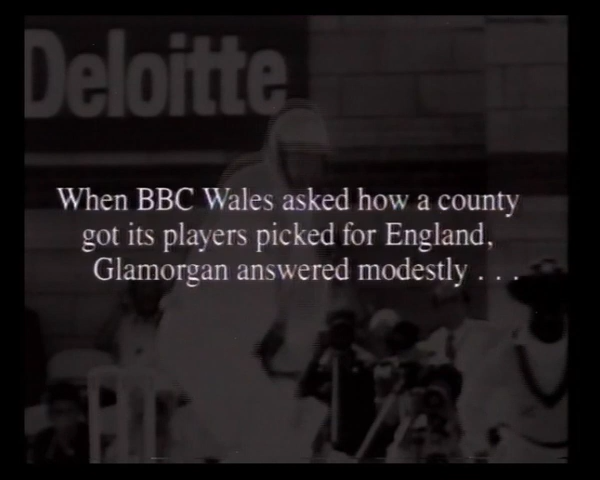 Deloitte
When BBC Wales asked how a county
got its players picked for England,
Glamorgan answered modestly . . .